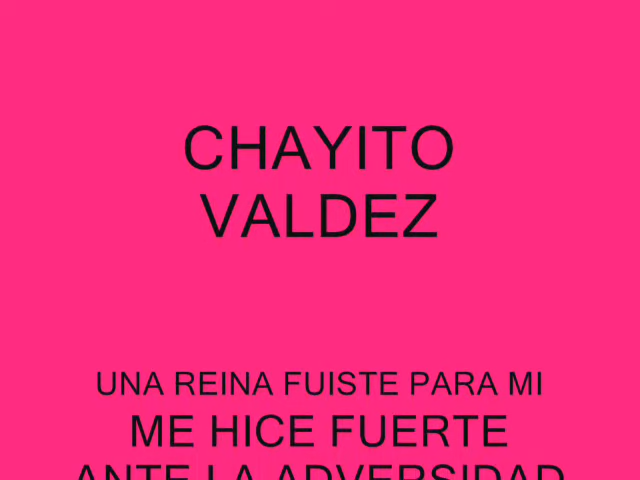 CHAYITO
VALDEZ
UNA REINA FUISTE PARA MI
ME HICE FUERTE
ANTE LA ADVERSIDAD